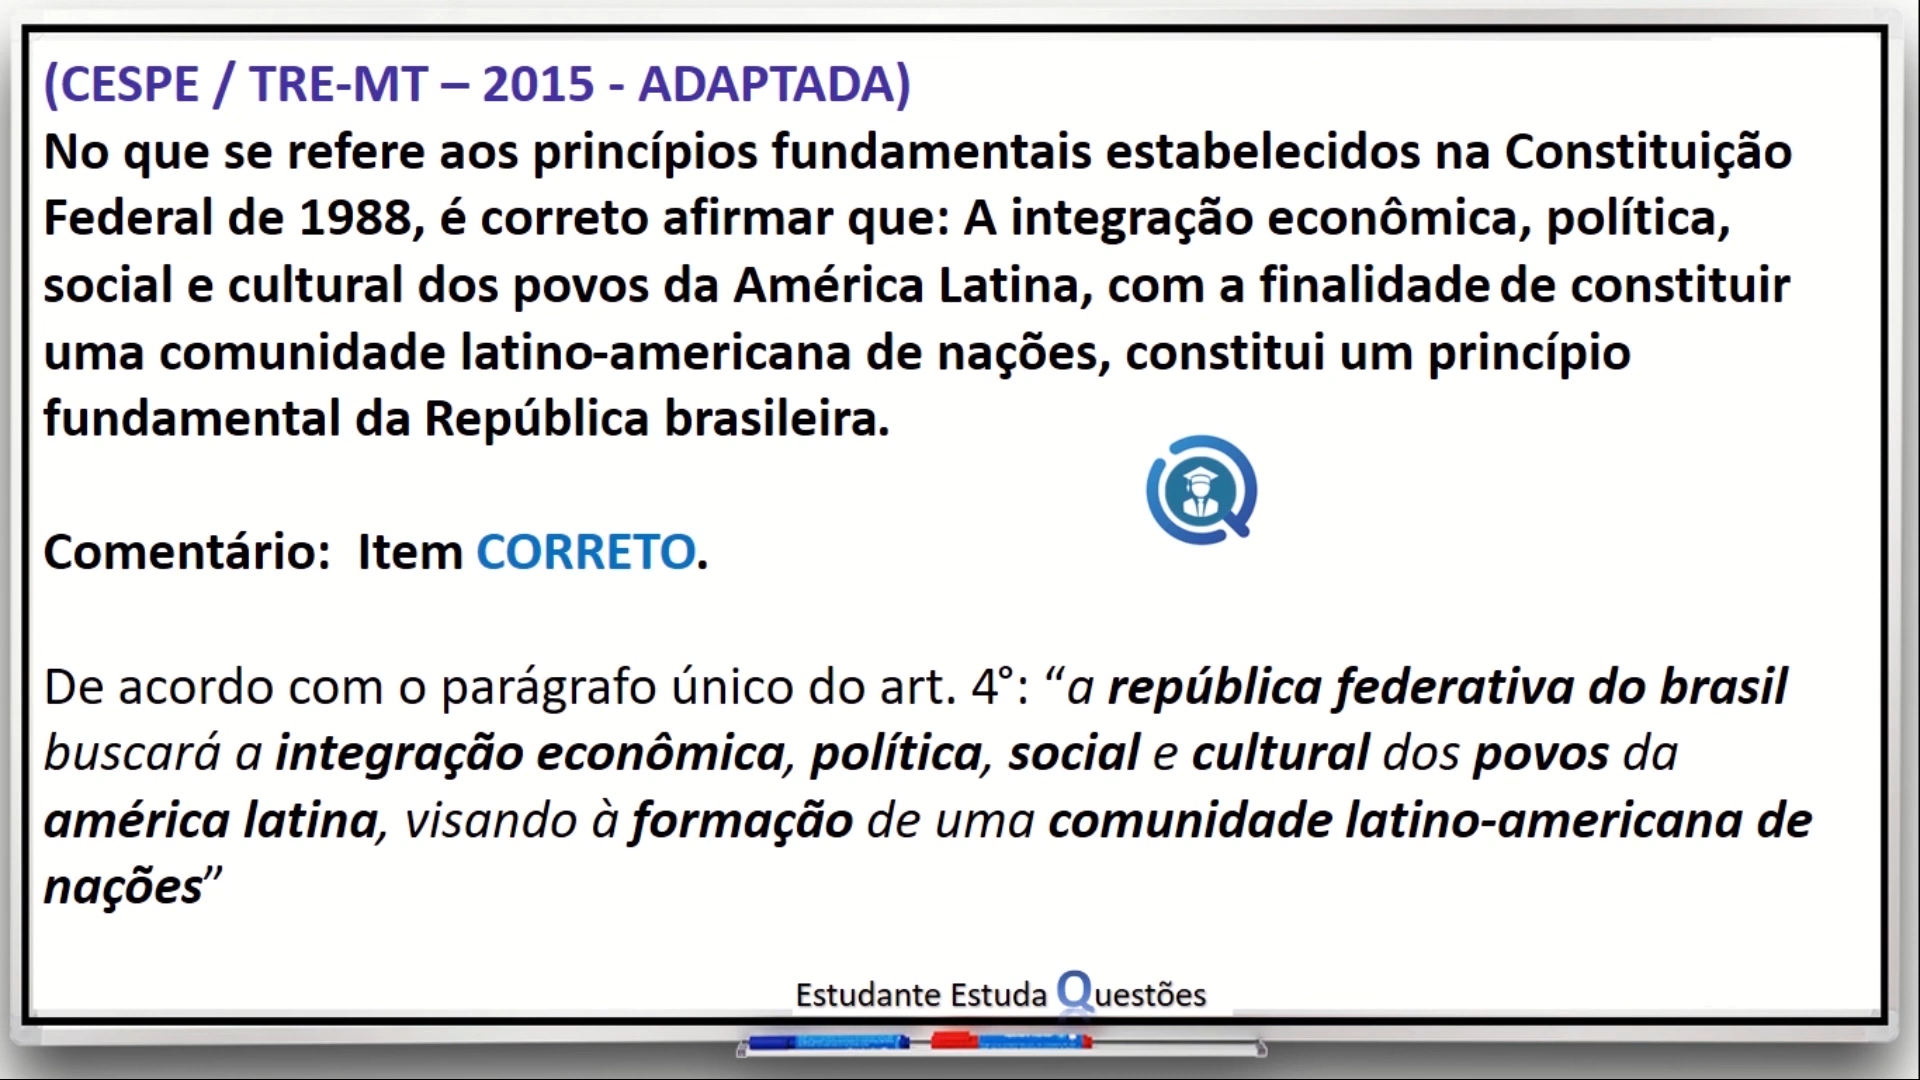 (CESPE / TRE-MT – 2015 - ADAPTADA)
No que se refere aos princípios fundamentais estabelecidos na Constituição
Federal de 1988, é correto afirmar que: A integração econômica, política,
social e cultural dos povos da América Latina, com a finalidade de constituir
uma comunidade latino-americana de nações, constitui um princípio
fundamental da República brasileira.
Comentário:  Item CORRETO.
De acordo com o parágrafo único do art. 4°: “a república federativa do brasil
buscará a integração econômica, política, social e cultural dos povos da
américa latina, visando à formação de uma comunidade latino-americana de
nações”
Estudante Estuda Questões